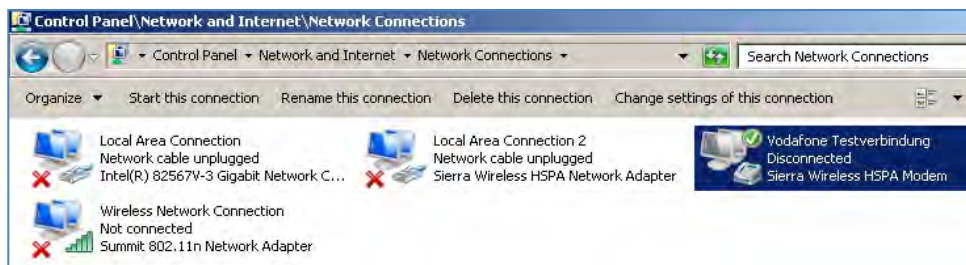 Control Panel\Network and Internet\Network Connections
Control Panel Network and Internet Network Connections Search Network Connections
Organize Start this connection Rename this connection Delete this connection Change settings of this connection
Local Area Connection
Network cable unplugged
Intel(R) 82567V-3 Gigabit Network C...
Local Area Connection 2
Network cable unplugged
Sierra Wireless HSPA Network Adapter
Vodafone Testverbindung
Disconnected
Sierra Wireless HSPA Modem
Wireless Network Connection
Not connected
Summit 802.11n Network Adapter